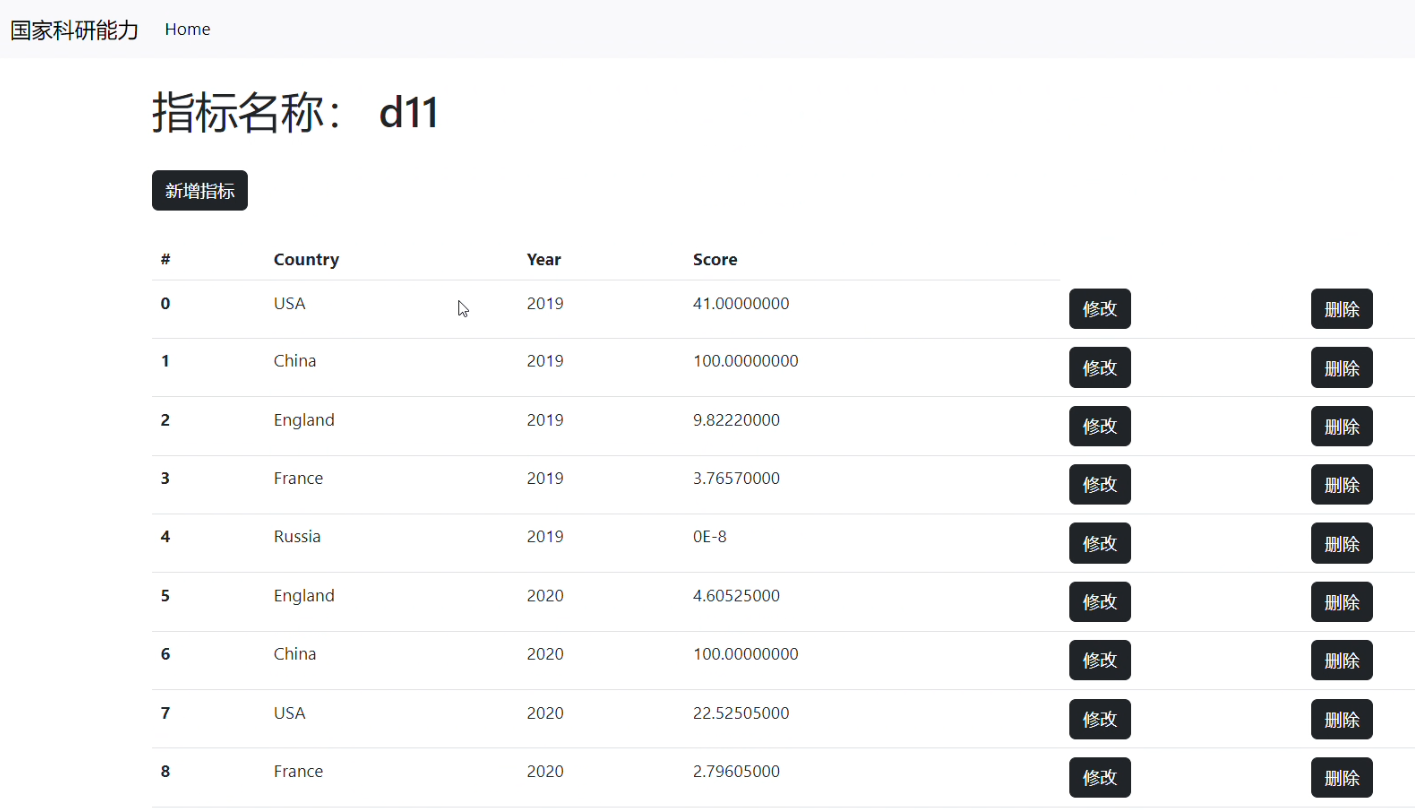 国家科研能力 Home
指标名称： d11
新增指标
# Country Year Score
0 USA 2019 41.00000000 修改 删除
1 China 2019 100.00000000 修改 删除
2 England 2019 9.82220000 修改 删除
3 France 2019 3.76570000 修改 删除
4 Russia 2019 0E-8 修改 删除
5 England 2020 4.60525000 修改 删除
6 China 2020 100.00000000 修改 删除
7 USA 2020 22.52505000 修改 删除
8 France 2020 2.79605000 修改 删除